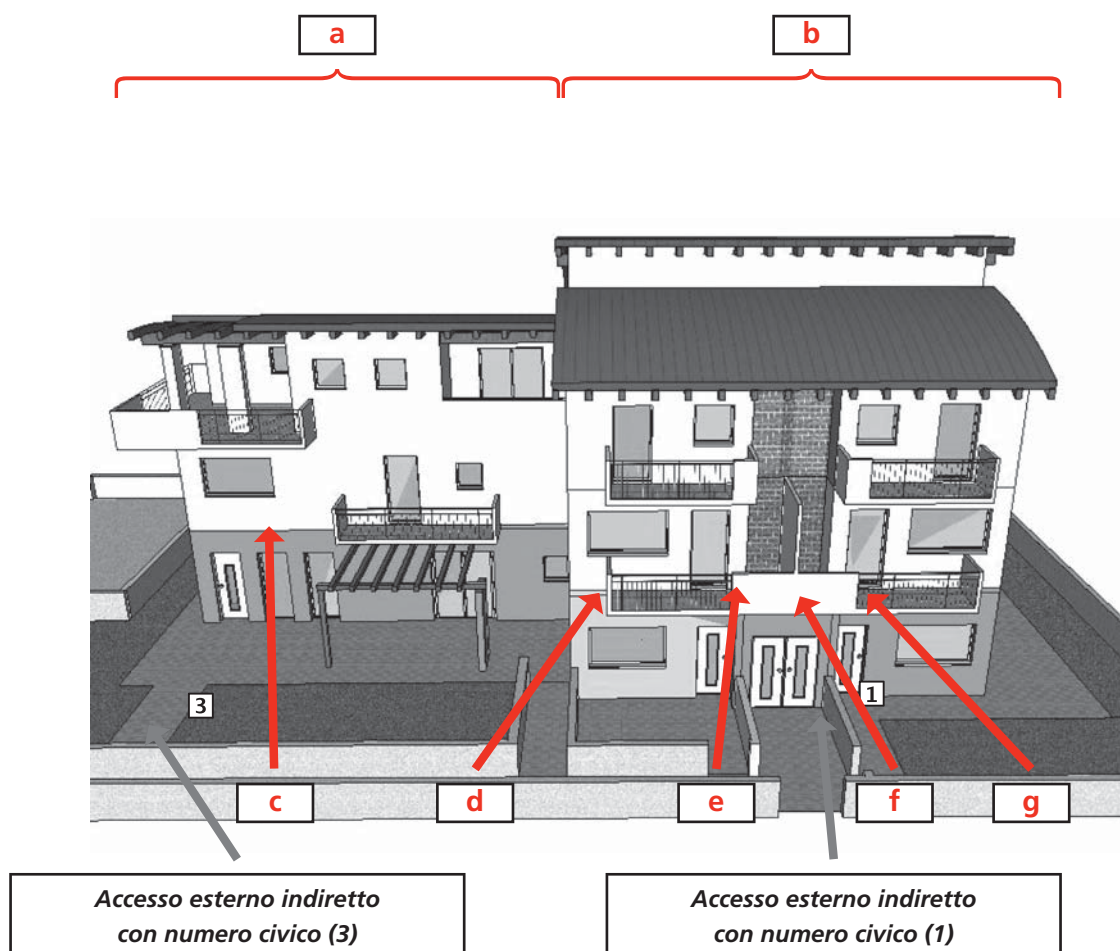 a
b
3
1
c
d
e
f
g
Accesso esterno indiretto
con numero civico (3)
Accesso esterno indiretto
con numero civico (1)